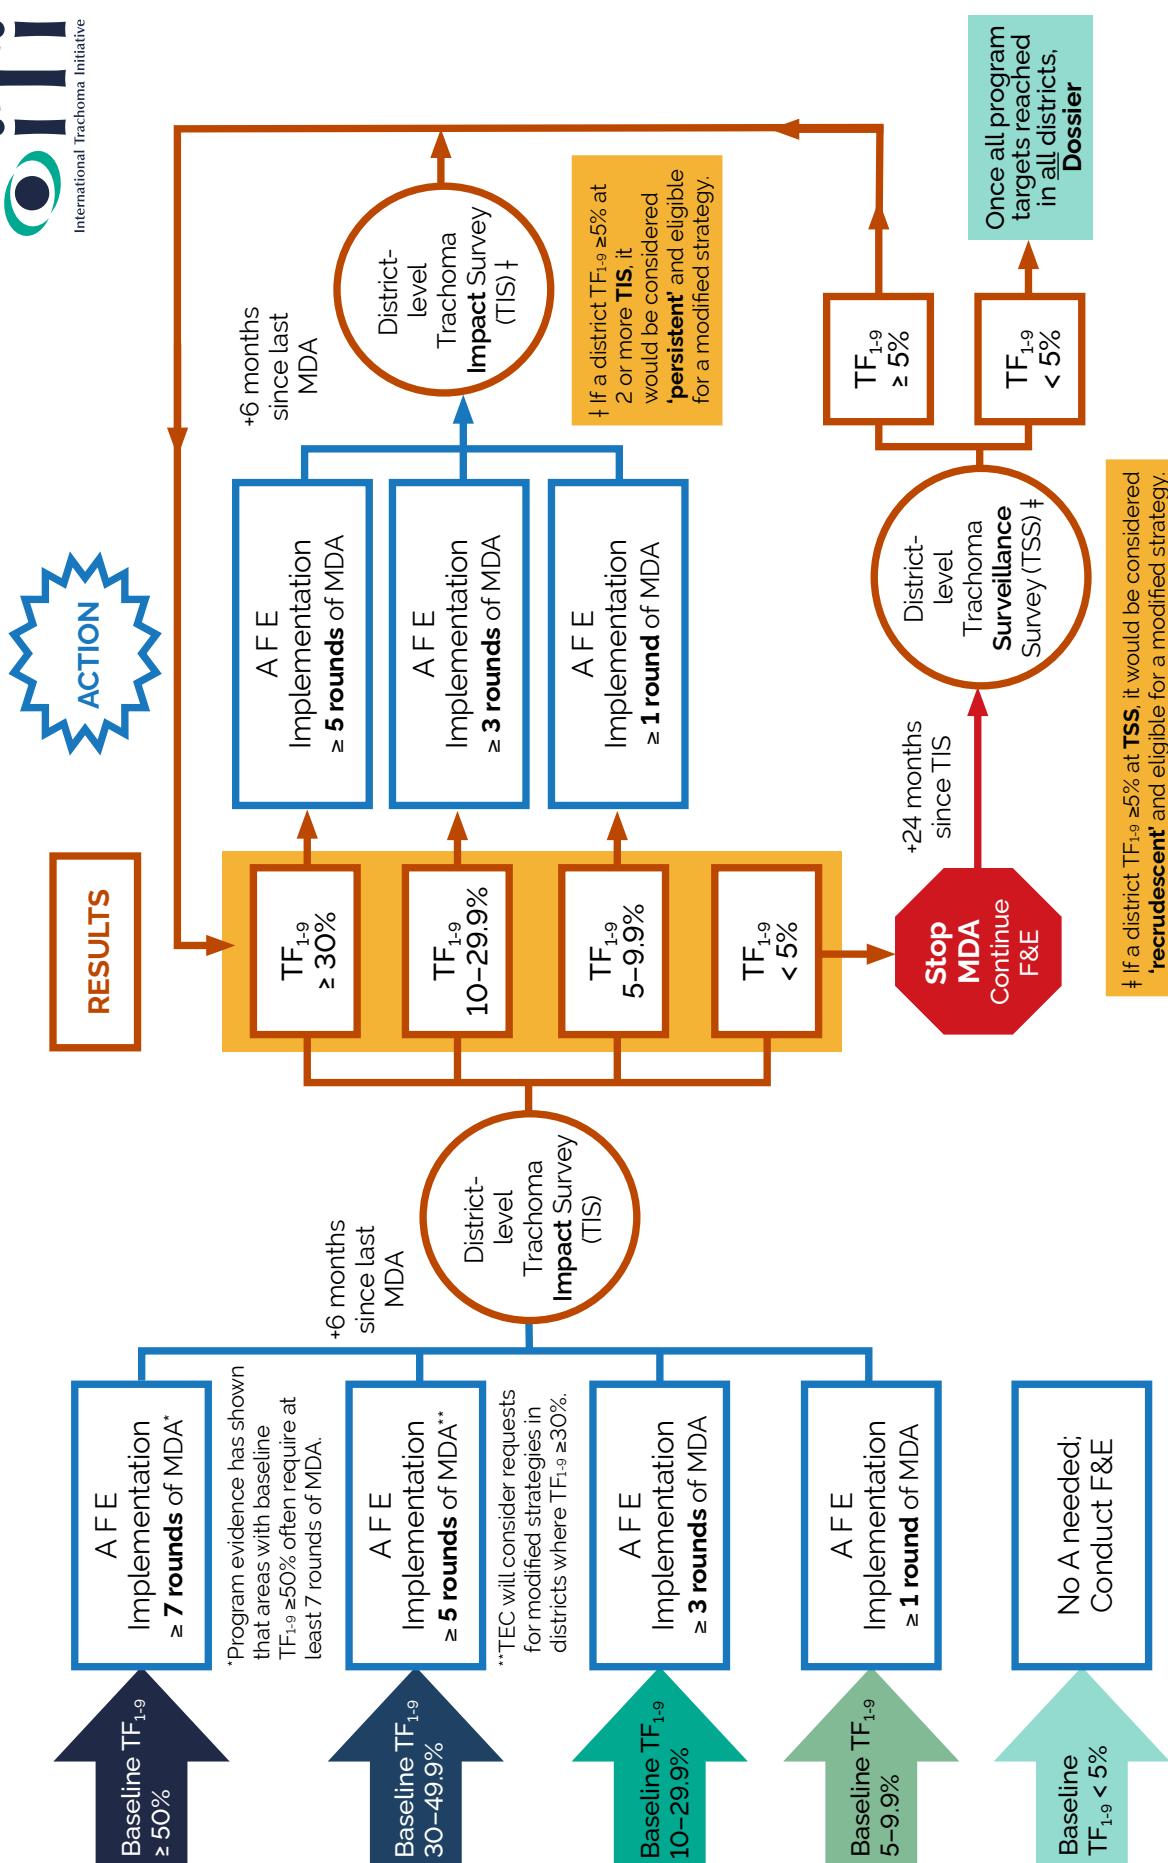 International Trachoma Initiative
RESULTS
ACTION
Baseline TF1-9
≥ 50%
A F E
Implementation
≥ 7 rounds of MDA*
*Program evidence has shown
that areas with baseline
TF1-9 ≥50% often require at
least 7 rounds of MDA.
Baseline TF1-9
30–49.9%
A F E
Implementation
≥ 5 rounds of MDA**
**TEC will consider requests
for modified strategies in
districts where TF1-9 ≥30%.
Baseline TF1-9
10–29.9%
A F E
Implementation
≥ 3 rounds of MDA
Baseline TF1-9
5–9.9%
A F E
Implementation
≥ 1 round of MDA
Baseline
TF1-9 < 5%
No A needed;
Conduct F&E
+6 months
since last
MDA
District-
level
Trachoma
Impact Survey
(TIS)
TF1-9
≥ 30%
TF1-9
10–29.9%
TF1-9
5–9.9%
TF1-9
< 5%
A F E
Implementation
≥ 5 rounds of MDA
A F E
Implementation
≥ 3 rounds of MDA
A F E
Implementation
≥ 1 round of MDA
+6 months
since last
MDA
District-
level
Trachoma
Impact Survey
(TIS) †
† If a district TF1-9 ≥5% at
2 or more TIS, it
would be considered
'persistent' and eligible
for a modified strategy.
Stop
MDA
Continue
F&E
+24 months
since TIS
District-
level
Trachoma
Surveillance
Survey (TSS) ‡
TF1-9
≥ 5%
TF1-9
< 5%
Once all program
targets reached
in all districts,
Dossier
‡ If a district TF1-9 ≥5% at TSS, it would be considered
'recrudescent' and eligible for a modified strategy.